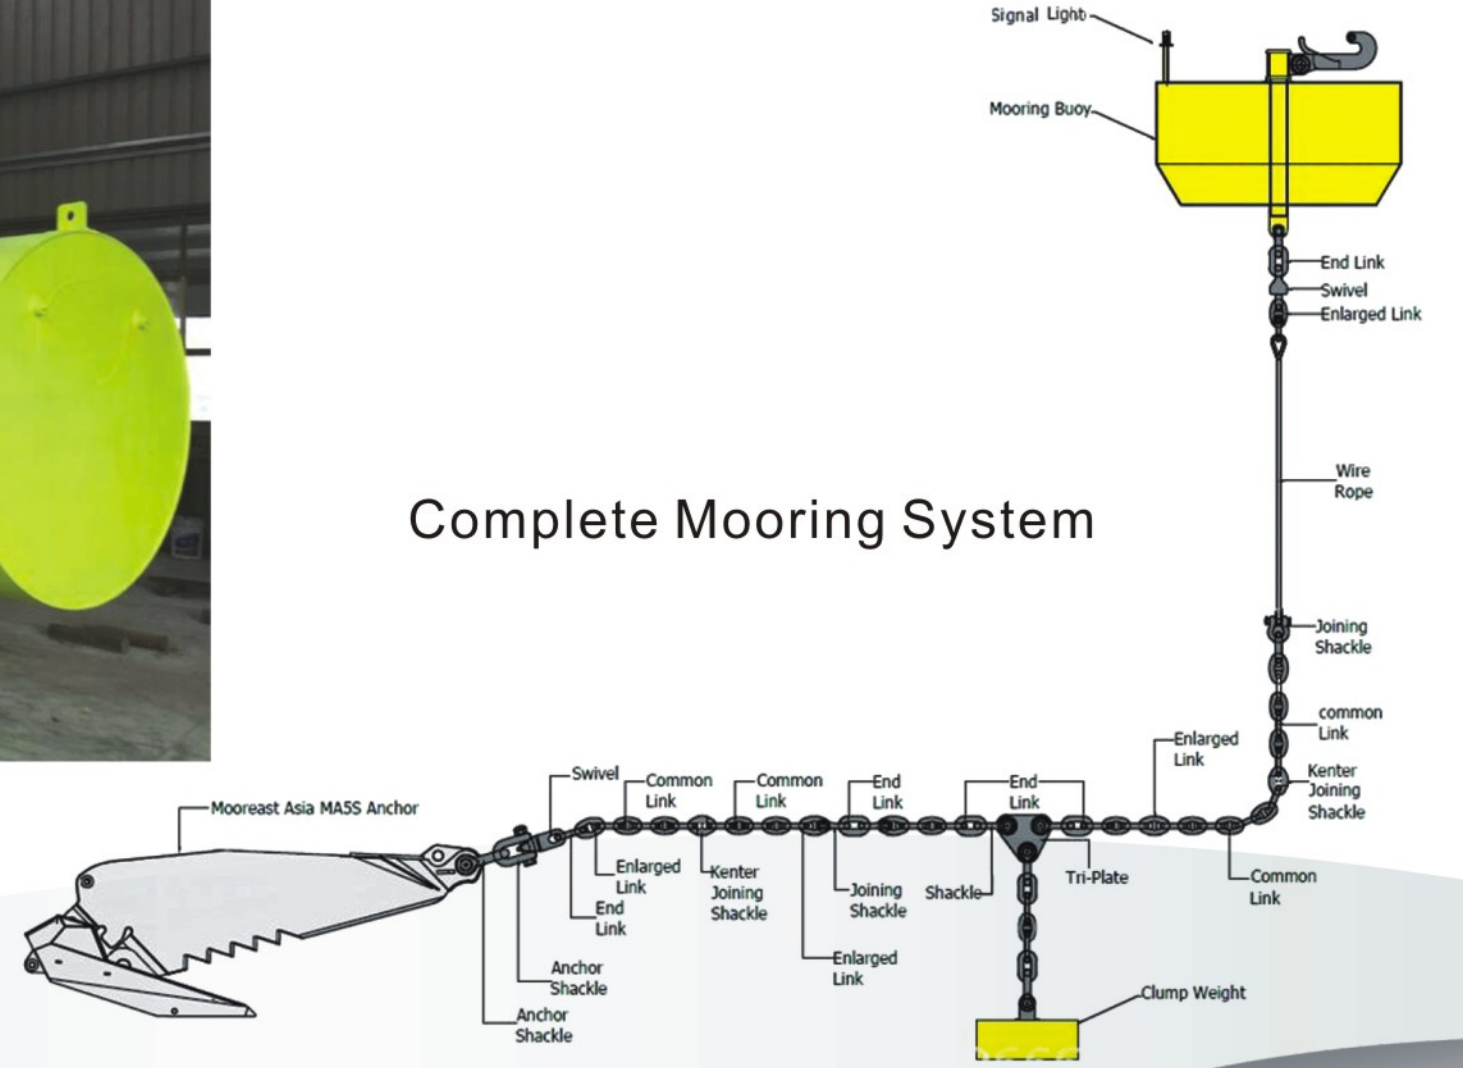 Signal Light
Mooring Buoy
End Link
Swivel
Enlarged Link
Wire
Rope
Complete Mooring System
Joining
Shackle
common
Link
Enlarged
Link
Kenter
Joining
Shackle
Swivel
Common
Link
Common
Link
End
Link
End
Link
Mooreast Asia MA5S Anchor
Enlarged
Link
Kenter
Joining
Shackle
Joining
Shackle
Shackle
Tri-Plate
Common
Link
End
Link
Enlarged
Link
Anchor
Shackle
Anchor
Shackle
Clump Weight